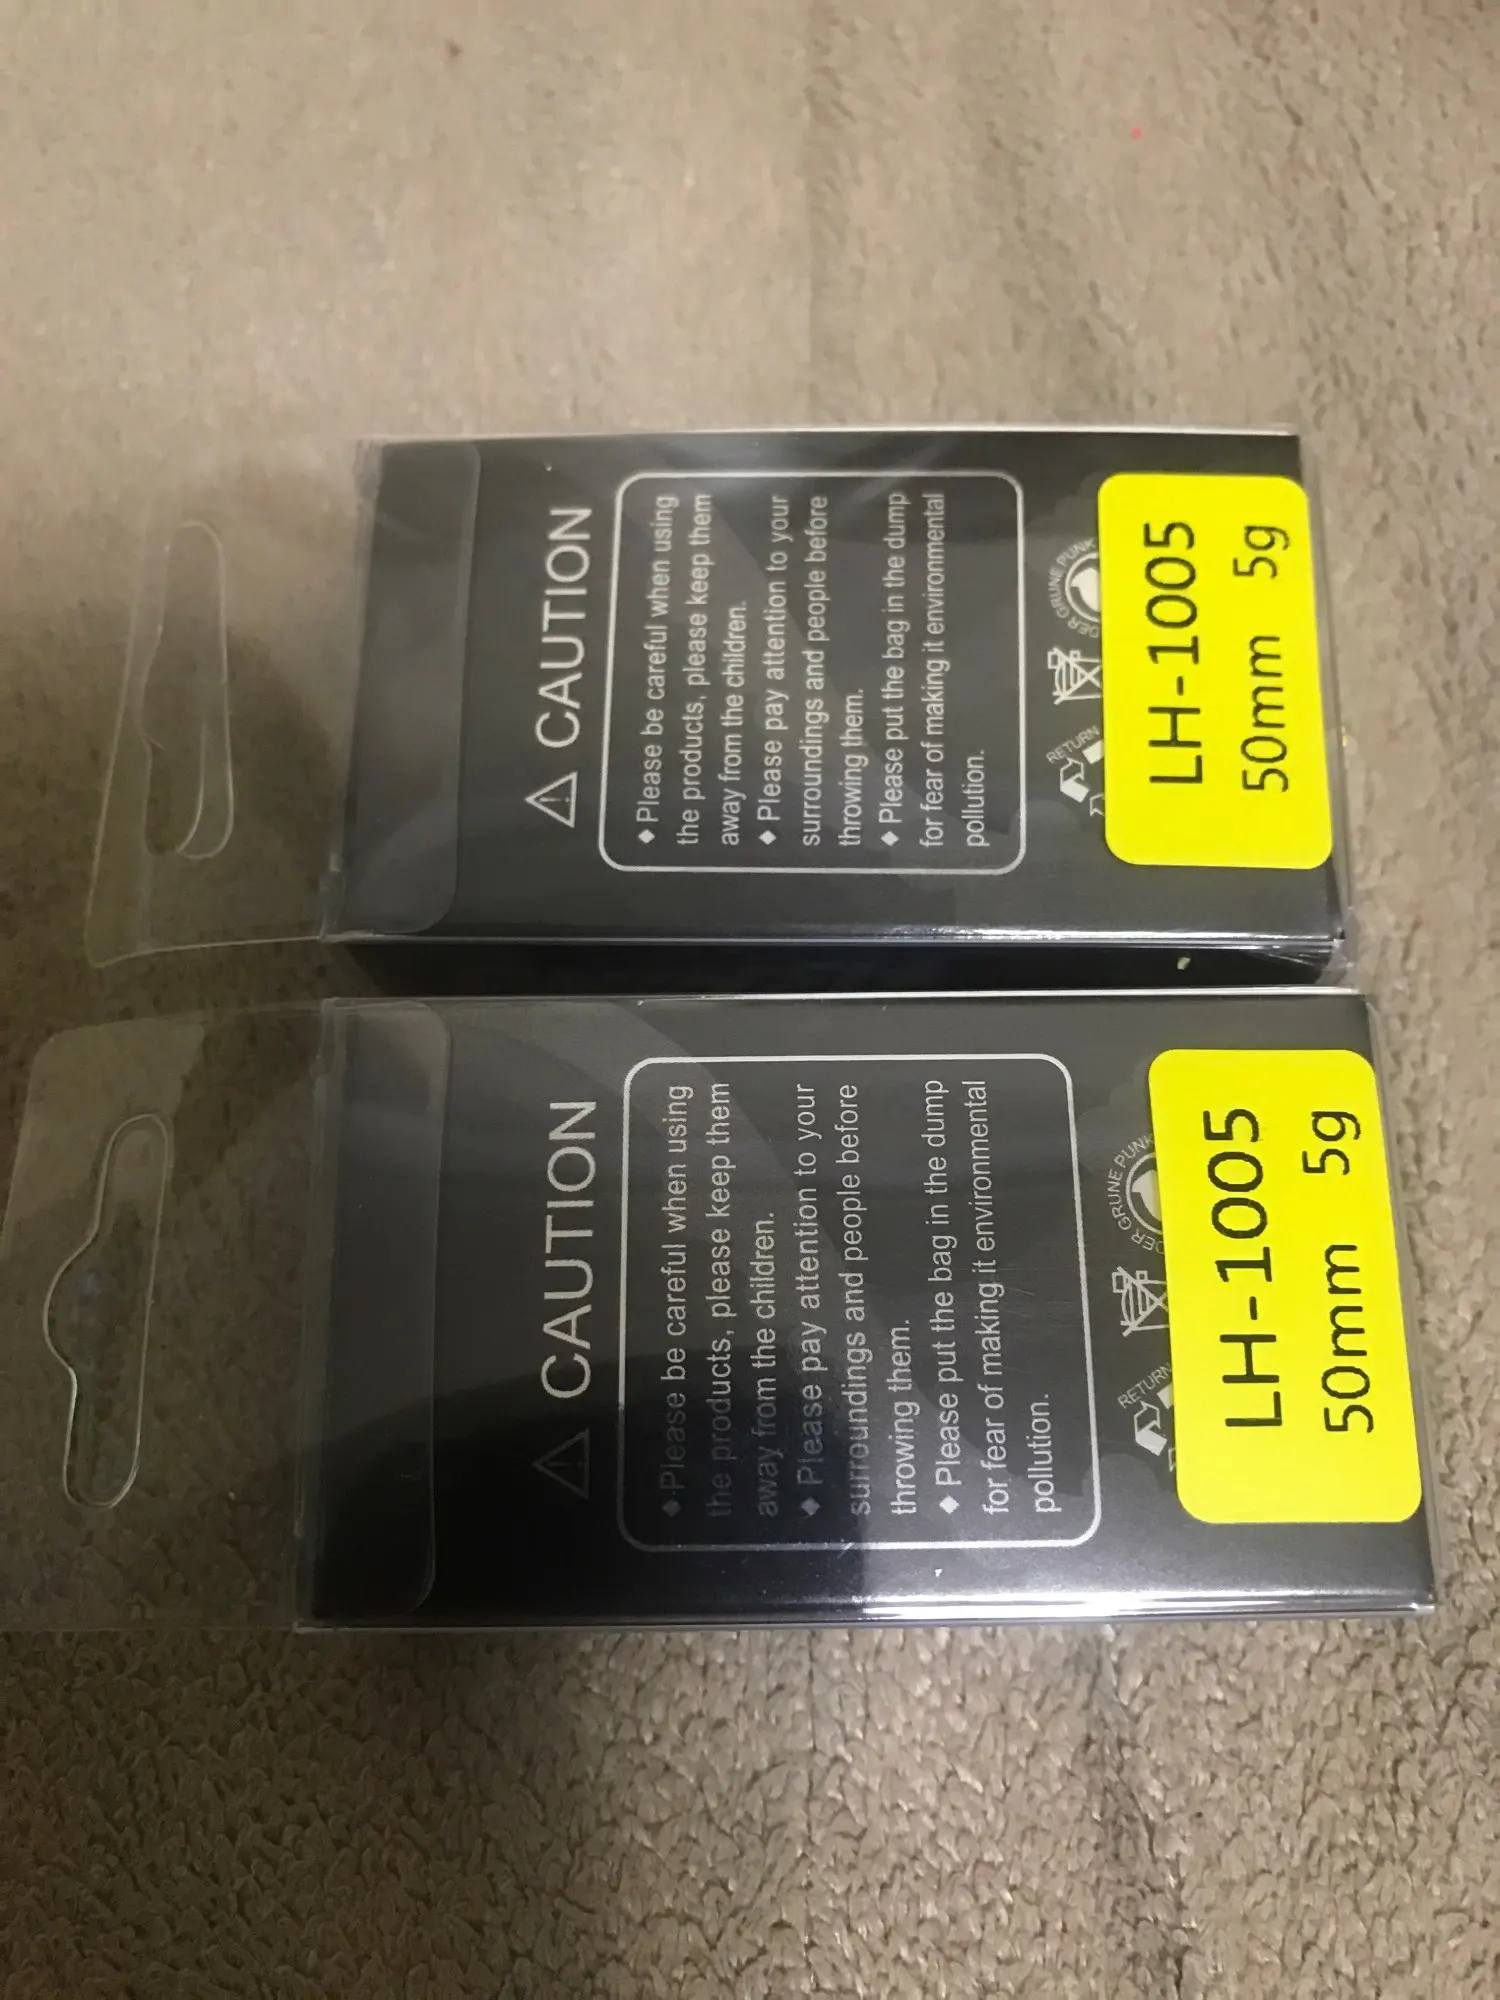 ⚠ CAUTION
◆ Please be careful when using
the products, please keep them
away from the children.
◆ Please pay attention to your
surroundings and people before
throwing them.
◆ Please put the bag in the dump
for fear of making it environmental
pollution.
RETURN
DER GRUNE PUNK
LH-1005
50mm 5g
⚠ CAUTION
◆ Please be careful when using
the products, please keep them
away from the children.
◆ Please pay attention to your
surroundings and people before
throwing them.
◆ Please put the bag in the dump
for fear of making it environmental
pollution.
RETURN
DER GRUNE PUNK
LH-1005
50mm 5g